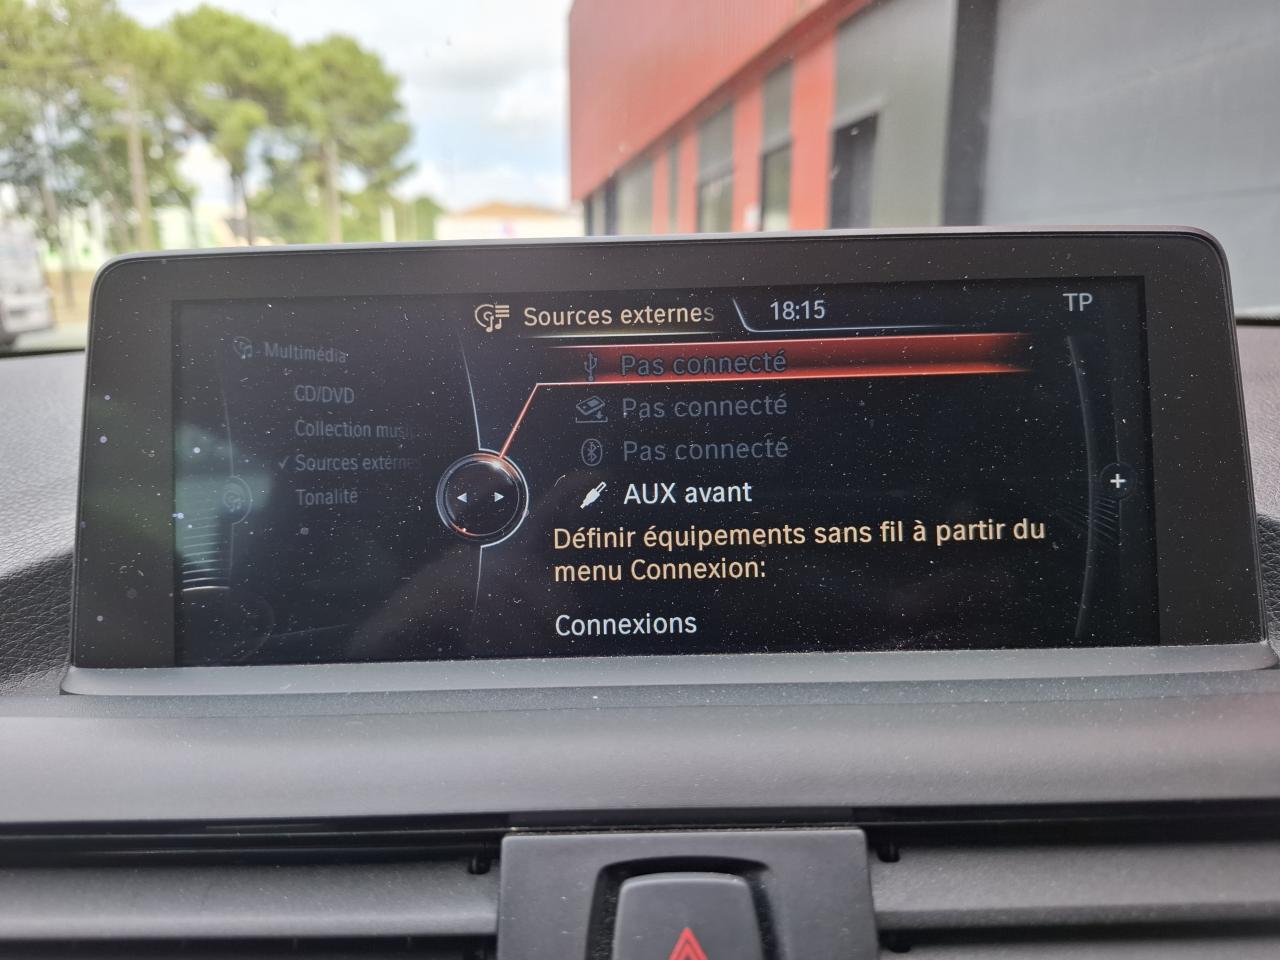 Sources externes
18:15
TP
Multimédia
CD/DVD
Collection musi
Sources externes
Tonalité
Pas connecté
Pas connecté
Pas connecté
AUX avant
Définir équipements sans fil à partir du
menu Connexion:
Connexions